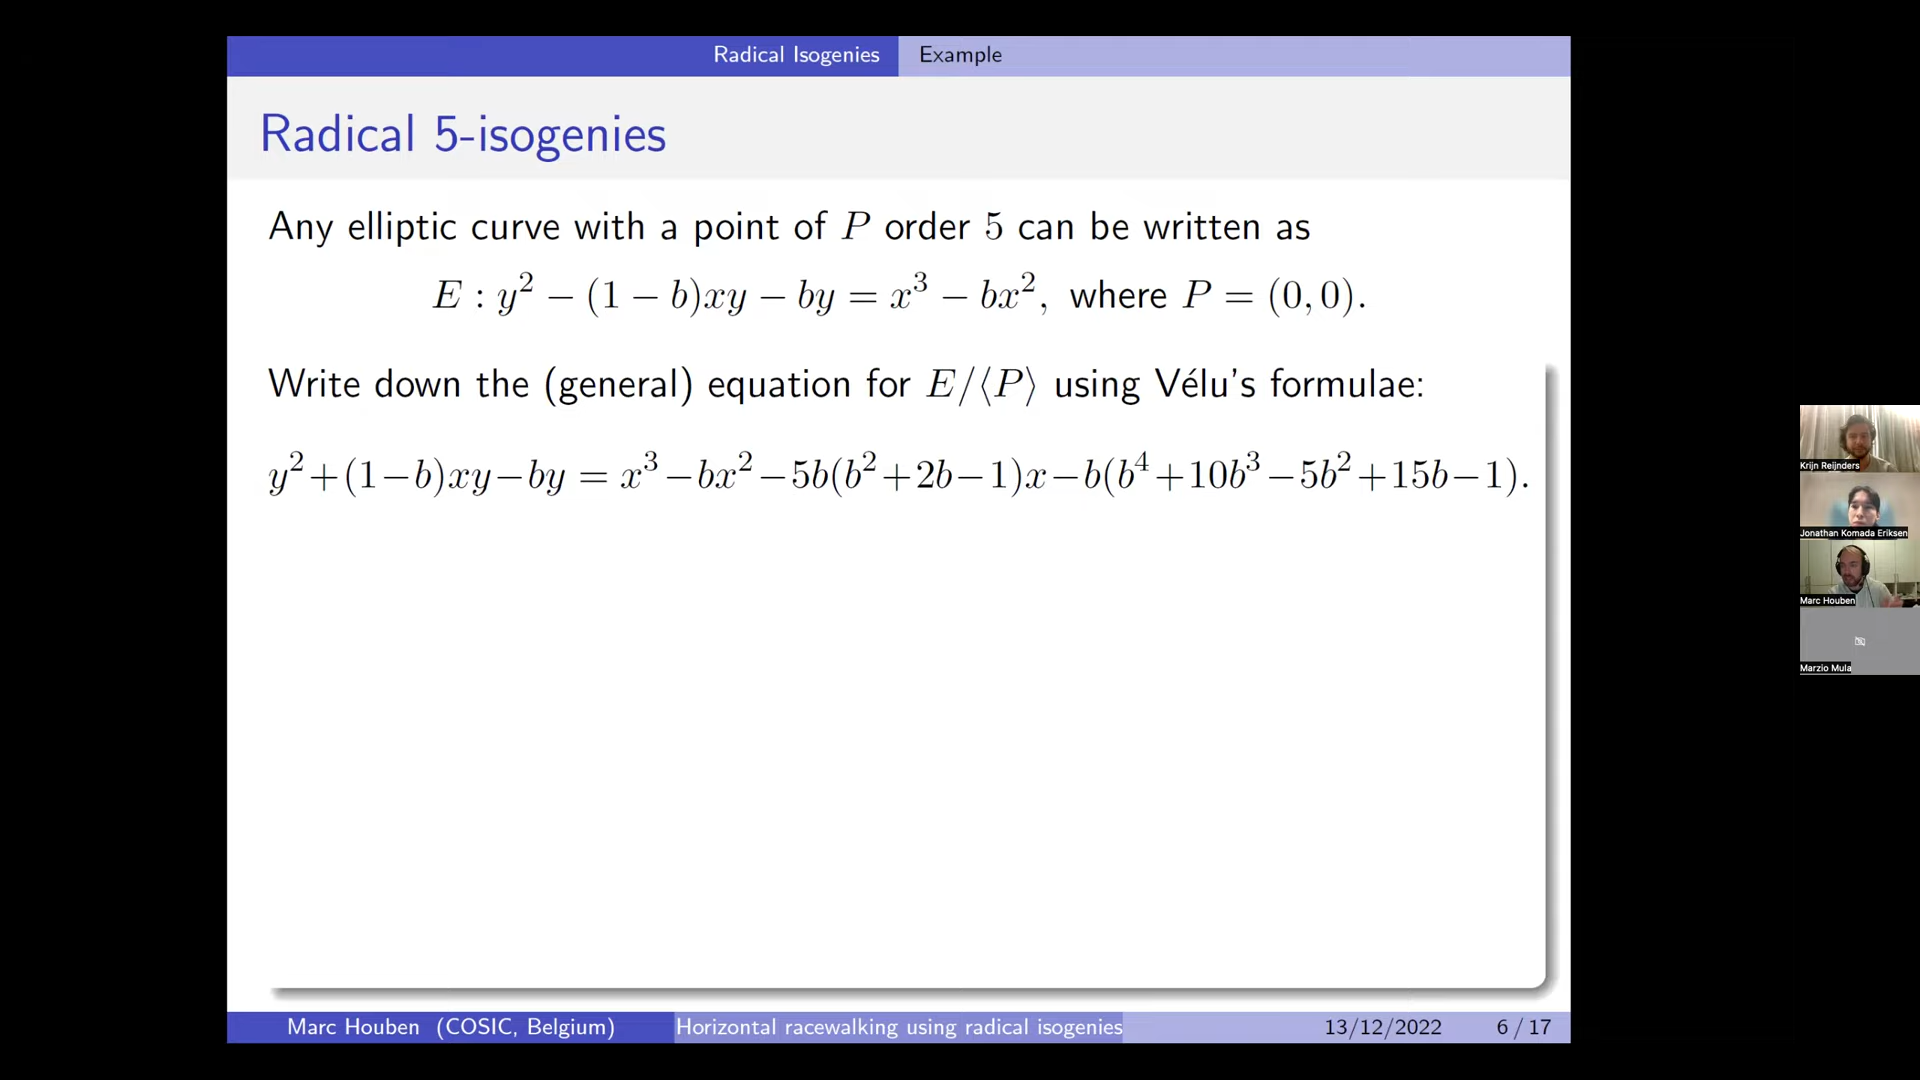 Radical Isogenies Example
Radical 5-isogenies
Any elliptic curve with a point of P order 5 can be written as
E : y² − (1 − b)xy − by = x³ − bx², where P = (0, 0).
Write down the (general) equation for E/⟨P⟩ using Vélu's formulae:
y²+(1−b)xy−by = x³−bx²−5b(b²+2b−1)x−b(b⁴+10b³−5b²+15b−1).
Krijn Reijnders
Jonathan Komada Eriksen
Marc Houben
Marzio Mula
Marc Houben (COSIC, Belgium) Horizontal racewalking using radical isogenies 13/12/2022 6 / 17